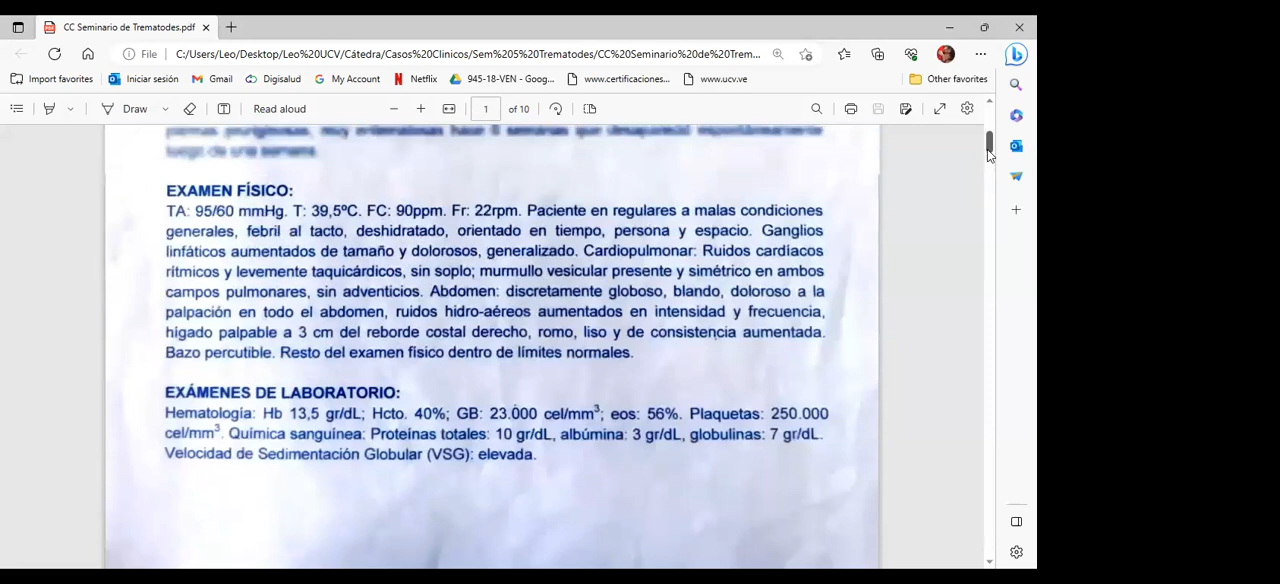 CC Seminario de Trematodes.pdf
File
C:/Users/Leo/Desktop/Leo%20UCV/Cátedra/Casos%20Clinicos/Sem%205%20Trematodes/CC%20Seminario%20de%20Trem...
Import favorites
Iniciar sesión
Gmail
Digisalud
My Account
Netflix
945-18-VEN - Goog...
www.certificaciones...
www.ucv.ve
Other favorites
Draw
Read aloud
1
of 10
luego de una semana.
EXAMEN FÍSICO:
TA: 95/60 mmHg. T: 39,5ºC. FC: 90ppm. Fr: 22rpm. Paciente en regulares a malas condiciones
generales, febril al tacto, deshidratado, orientado en tiempo, persona y espacio. Ganglios
linfáticos aumentados de tamaño y dolorosos, generalizado. Cardiopulmonar: Ruidos cardíacos
rítmicos y levemente taquicárdicos, sin soplo; murmullo vesicular presente y simétrico en ambos
campos pulmonares, sin adventicios. Abdomen: discretamente globoso, blando, doloroso a la
palpación en todo el abdomen, ruidos hidro-aéreos aumentados en intensidad y frecuencia,
hígado palpable a 3 cm del reborde costal derecho, romo, liso y de consistencia aumentada.
Bazo percutible. Resto del examen físico dentro de límites normales.
EXÁMENES DE LABORATORIO:
Hematología: Hb 13,5 gr/dL; Hcto. 40%; GB: 23.000 cel/mm³; eos: 56%. Plaquetas: 250.000
cel/mm³. Química sanguínea: Proteínas totales: 10 gr/dL, albúmina: 3 gr/dL, globulinas: 7 gr/dL.
Velocidad de Sedimentación Globular (VSG): elevada.